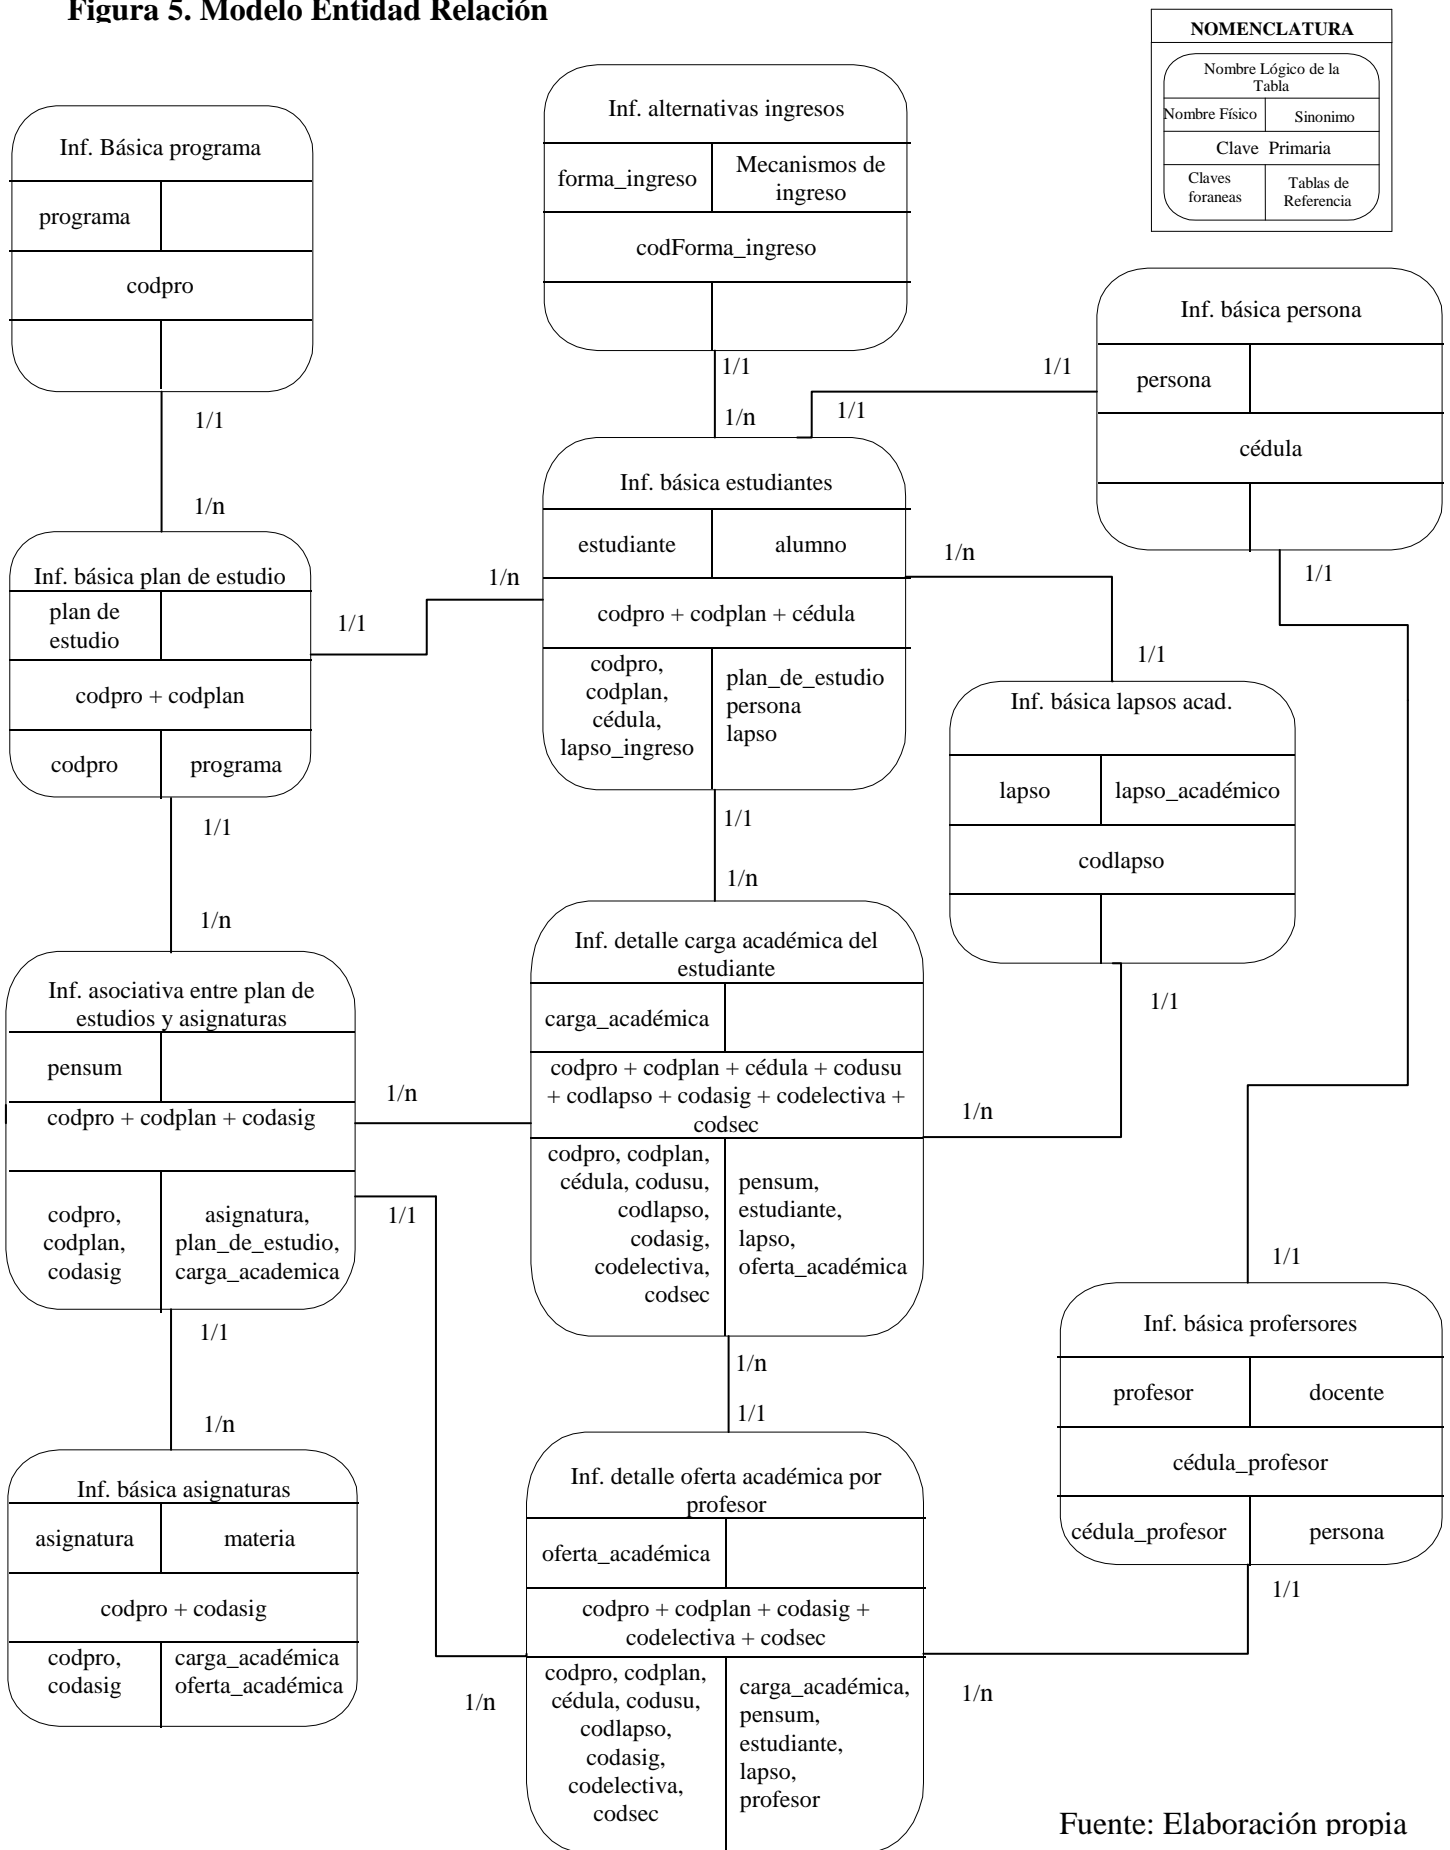 Figura 5. Modelo Entidad Relación
NOMENCLATURA
Nombre Lógico de la
Tabla
Nombre Físico
Sinonimo
Clave Primaria
Claves
foraneas
Tablas de
Referencia
Inf. Básica programa
programa
codpro
Inf. alternativas ingresos
forma_ingreso
Mecanismos de
ingreso
codForma_ingreso
Inf. básica persona
persona
cédula
1/1
1/n
1/1
1/n
1/1
1/1
1/1
Inf. básica plan de estudio
plan de
estudio
codpro + codplan
codpro
programa
1/1
1/n
Inf. básica estudiantes
estudiante
alumno
codpro + codplan + cédula
codpro,
codplan,
cédula,
lapso_ingreso
plan_de_estudio
persona
lapso
1/n
1/1
Inf. básica lapsos acad.
lapso
lapso_académico
codlapso
1/1
1/n
1/1
1/n
1/1
1/n
Inf. asociativa entre plan de
estudios y asignaturas
pensum
codpro + codplan + codasig
codpro,
codplan,
codasig
asignatura,
plan_de_estudio,
carga_academica
1/n
1/1
Inf. detalle carga académica del
estudiante
carga_académica
codpro + codplan + cédula + codusu
+ codlapso + codasig + codelectiva +
codsec
codpro, codplan,
cédula, codusu,
codlapso,
codasig,
codelectiva,
codsec
pensum,
estudiante,
lapso,
oferta_académica
1/1
1/n
1/n
1/1
1/1
Inf. básica profersores
profesor
docente
cédula_profesor
cédula_profesor
persona
1/1
Inf. básica asignaturas
asignatura
materia
codpro + codasig
codpro,
codasig
carga_académica
oferta_académica
1/n
Inf. detalle oferta académica por
profesor
oferta_académica
codpro + codplan + codasig +
codelectiva + codsec
codpro, codplan,
cédula, codusu,
codlapso,
codasig,
codelectiva,
codsec
carga_académica,
pensum,
estudiante,
lapso,
profesor
1/n
Fuente: Elaboración propia